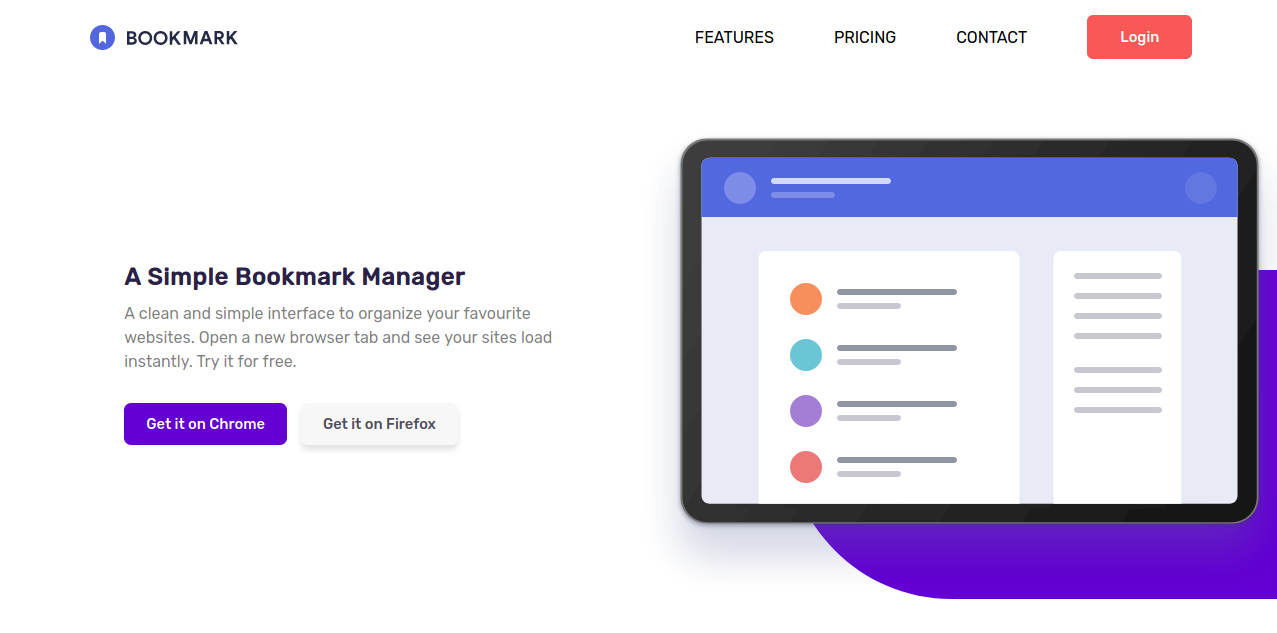 BOOKMARK
FEATURES
PRICING
CONTACT
Login
A Simple Bookmark Manager
A clean and simple interface to organize your favourite
websites. Open a new browser tab and see your sites load
instantly. Try it for free.
Get it on Chrome
Get it on Firefox